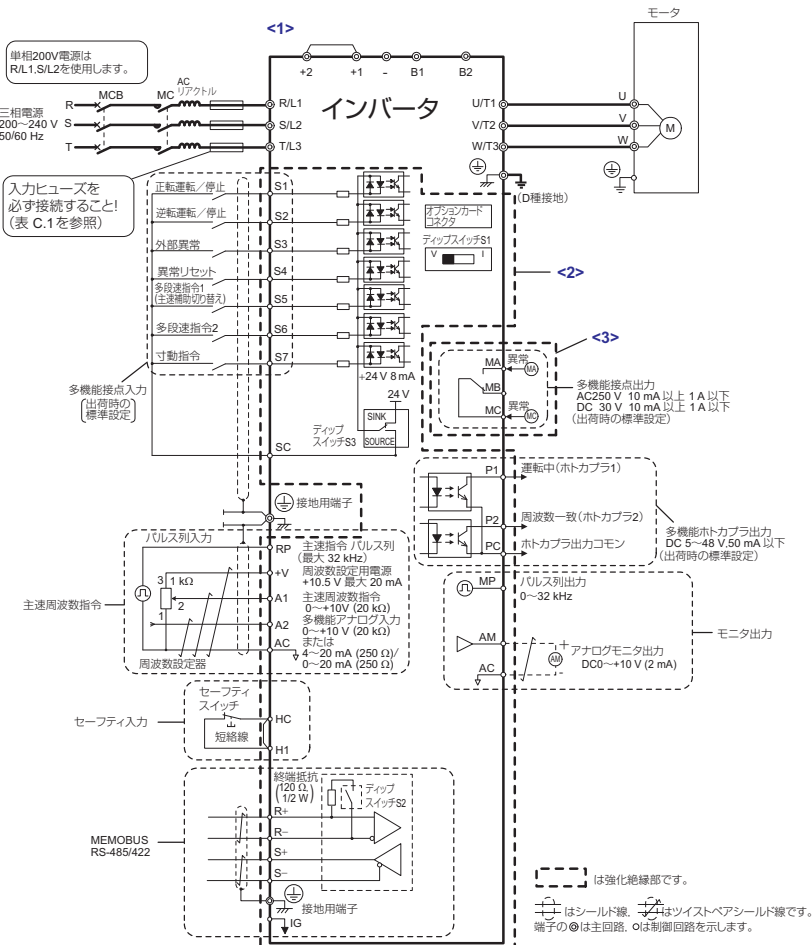 <1>
モータ
単相200V電源は
R/L1,S/L2を使用します。
+2
+1
-
B1
B2
MCB
MC
AC
リアクトル
R
R/L1
インバータ
U/T1
U
三相電源
200～240 V
50/60 Hz
S
S/L2
V/T2
V
M
T
T/L3
W/T3
W
入力ヒューズを
必ず接続すること!
(表 C.1を参照)
(D種接地)
正転運転／停止
S1
逆転運転／停止
S2
オプションカード
コネクタ
外部異常
S3
ディップスイッチS1
V
I
異常リセット
S4
<2>
多段速指令1
(主速補助切り替え)
S5
多段速指令2
S6
寸動指令
S7
<3>
+24 V 8 mA
多機能接点入力
出荷時の
標準設定
24 V
SINK
SOURCE
ディップ
スイッチS3
SC
MA
異常
MA
MB
MC
異常
MC
多機能接点出力
AC250 V 10 mA 以上 1 A 以下
DC 30 V 10 mA 以上 1 A 以下
(出荷時の標準設定)
P1
運転中(ホトカプラ1)
P2
周波数一致(ホトカプラ2)
PC
ホトカプラ出力コモン
多機能ホトカプラ出力
DC 5～48 V,50 mA 以下
(出荷時の標準設定)
接地用端子
パルス列入力
RP
主速指令 パルス列
(最大 32 kHz)
+V
周波数設定用電源
+10.5 V 最大 20 mA
3
1 kΩ
2
1
A1
主速周波数指令
0～+10V (20 kΩ)
A2
多機能アナログ入力
0～+10 V (20 kΩ)
または
4～20 mA (250 Ω)/
0～20 mA (250 Ω)
AC
主速周波数指令
周波数設定器
MP
パルス列出力
0～32 kHz
AM
+
AM
−
アナログモニタ出力
DC0～+10 V (2 mA)
AC
モニタ出力
セーフティ入力
セーフティ
スイッチ
短絡線
HC
H1
MEMOBUS
RS-485/422
終端抵抗
(120 Ω,
1/2 W)
ディップ
スイッチS2
R+
R−
S+
S−
接地用端子
IG
は強化絶縁部です。
はシールド線, はツイストペアシールド線です。
端子の◎は主回路, ○は制御回路を示します。